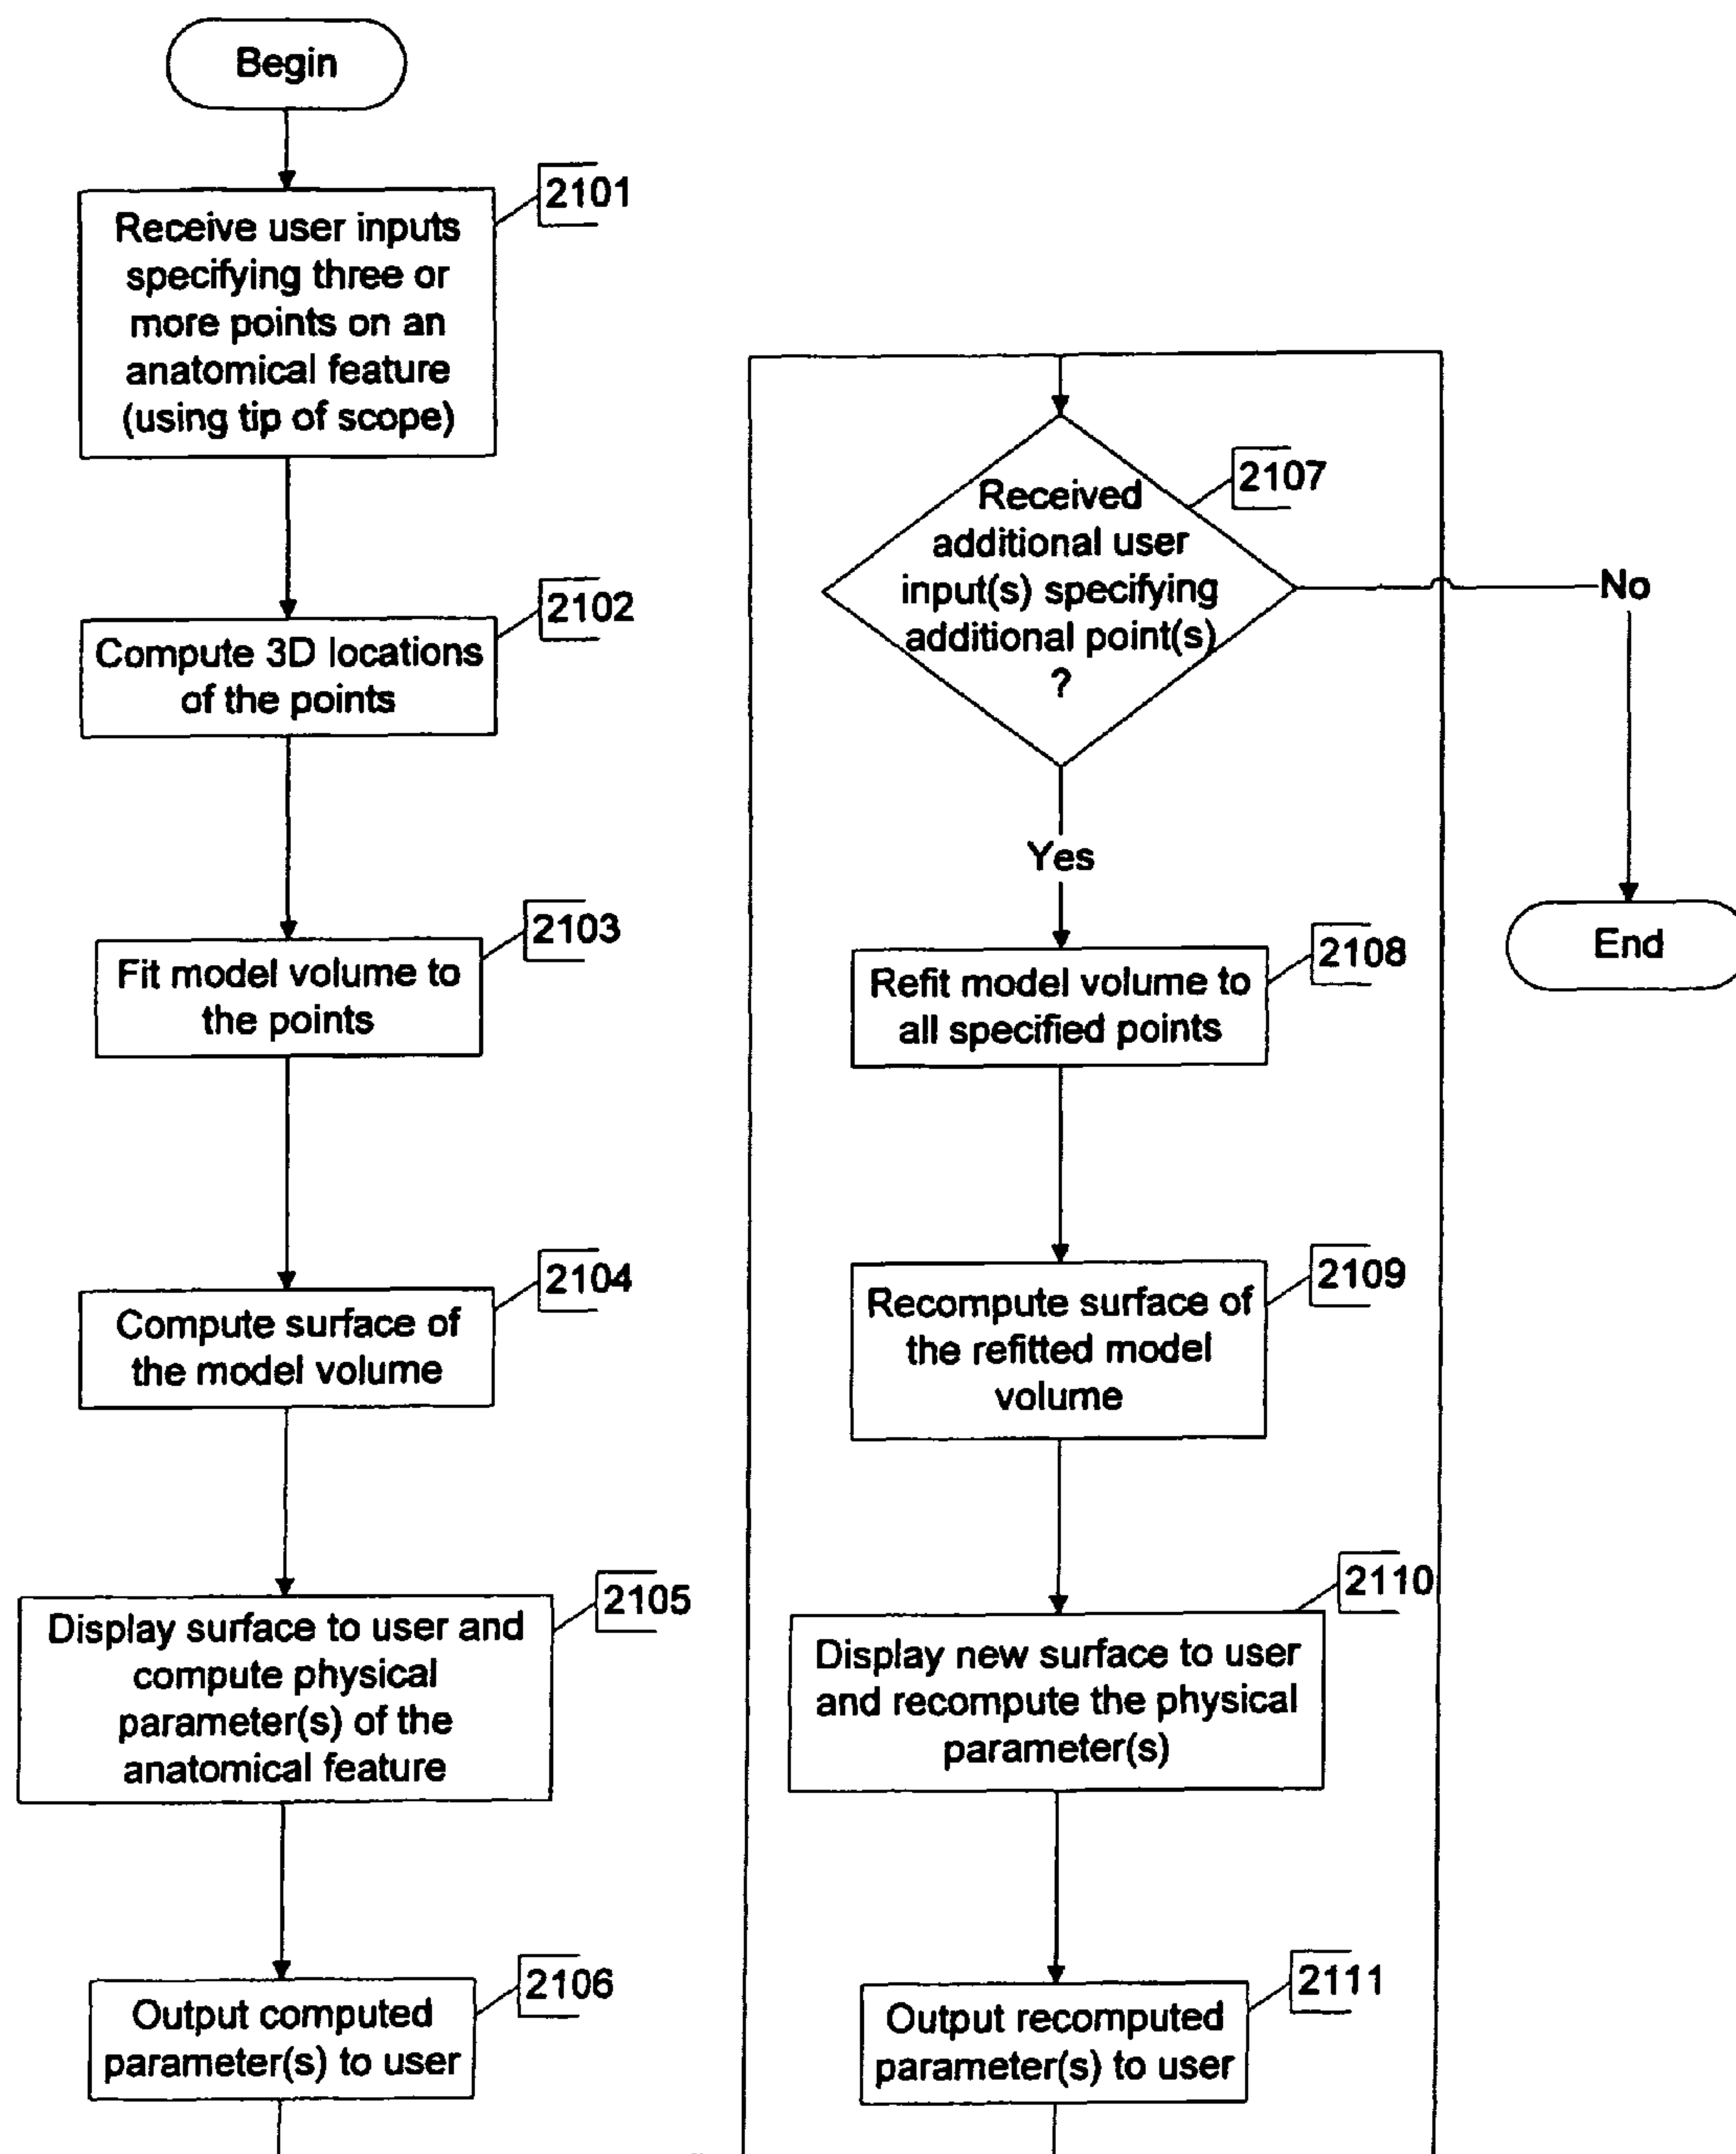 Begin
2101
Receive user inputs
specifying three or
more points on an
anatomical feature
(using tip of scope)
2102
Compute 3D locations
of the points
2103
Fit model volume to
the points
2104
Compute surface of
the model volume
2105
Display surface to user and
compute physical
parameter(s) of the
anatomical feature
2106
Output computed
parameter(s) to user
2107
Received
additional user
input(s) specifying
additional point(s)
?
No
Yes
End
2108
Refit model volume to
all specified points
2109
Recompute surface of
the refitted model
volume
2110
Display new surface to user
and recompute the physical
parameter(s)
2111
Output recomputed
parameter(s) to user